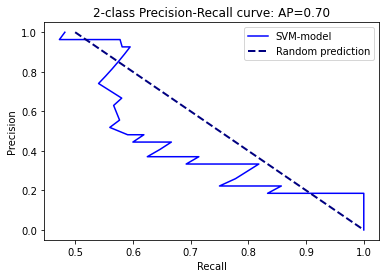 2-class Precision-Recall curve: AP=0.70
SVM-model
Random prediction
Precision
1.0
0.8
0.6
0.4
0.2
0.0
0.5
0.6
0.7
0.8
0.9
1.0
Recall